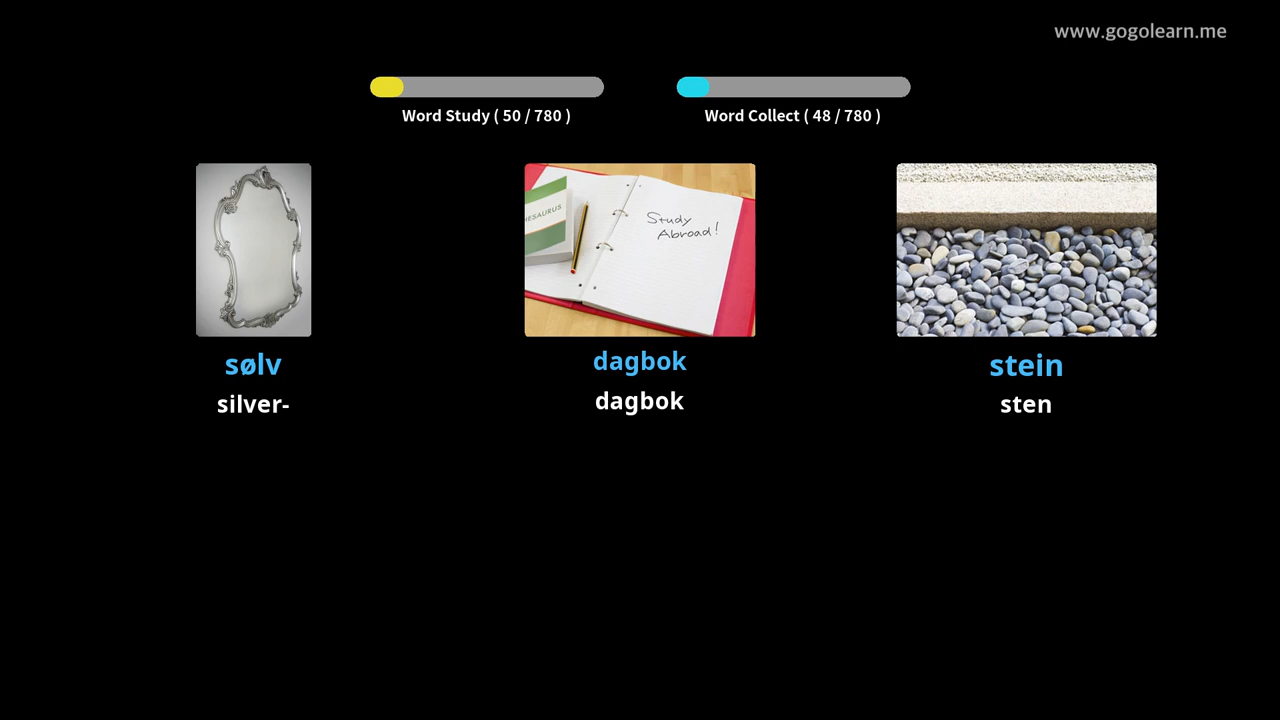 www.gogolearn.me
Word Study ( 50 / 780 )
Word Collect ( 48 / 780 )
HESAURUS
Study
Abroad!
sølv
dagbok
stein
silver-
dagbok
sten